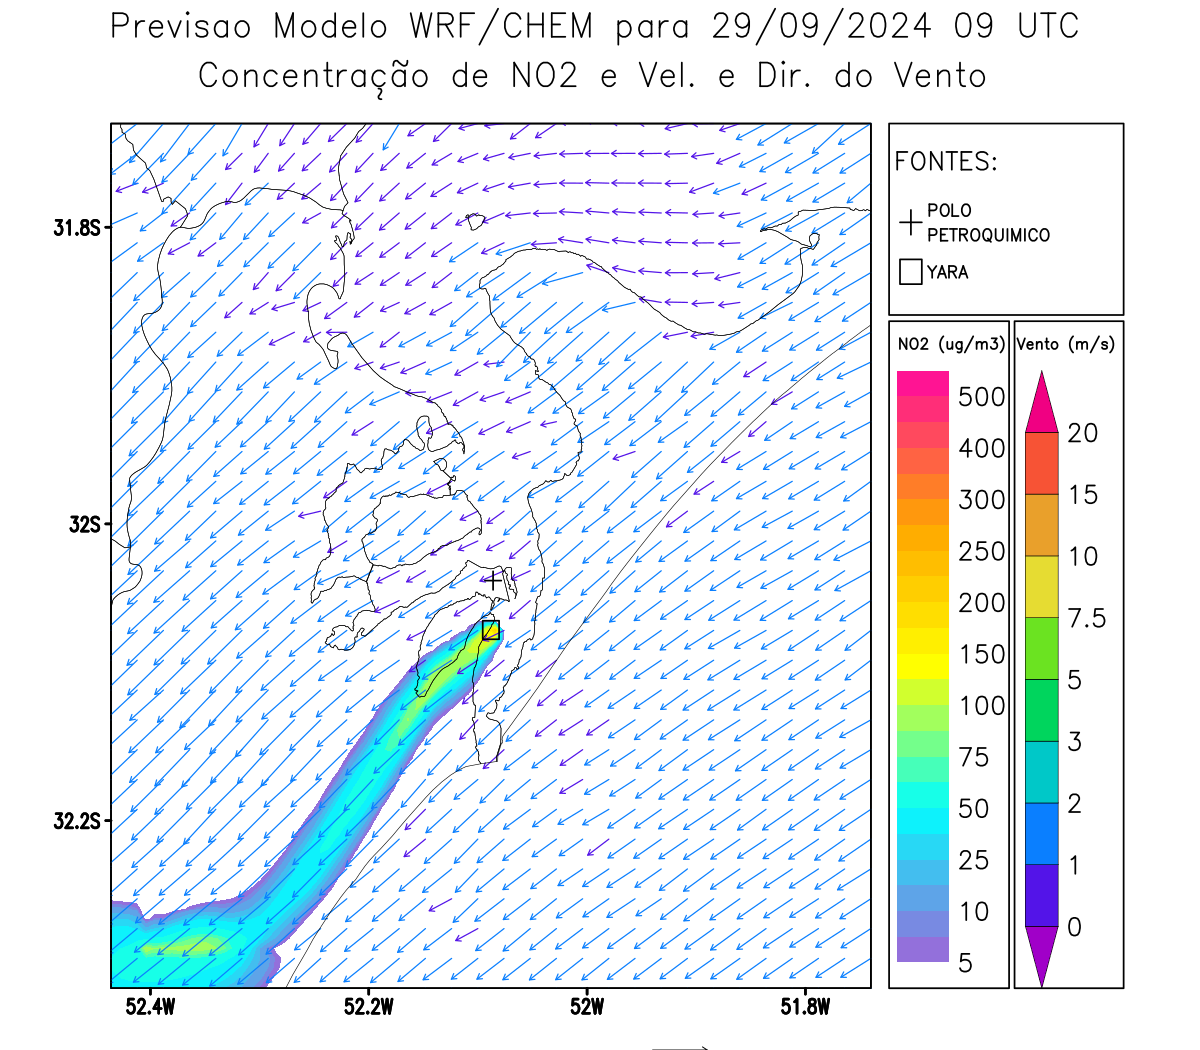 Previsao Modelo WRF/CHEM para 29/09/2024 09 UTC
Concentração de NO2 e Vel. e Dir. do Vento
FONTES:
POLO
PETROQUIMICO
YARA
NO2 (ug/m3)
500
400
300
250
200
150
100
75
50
25
10
5
Vento (m/s)
20
15
10
7.5
5
3
2
1
0
31.8S
32S
32.2S
52.4W
52.2W
52W
51.8W